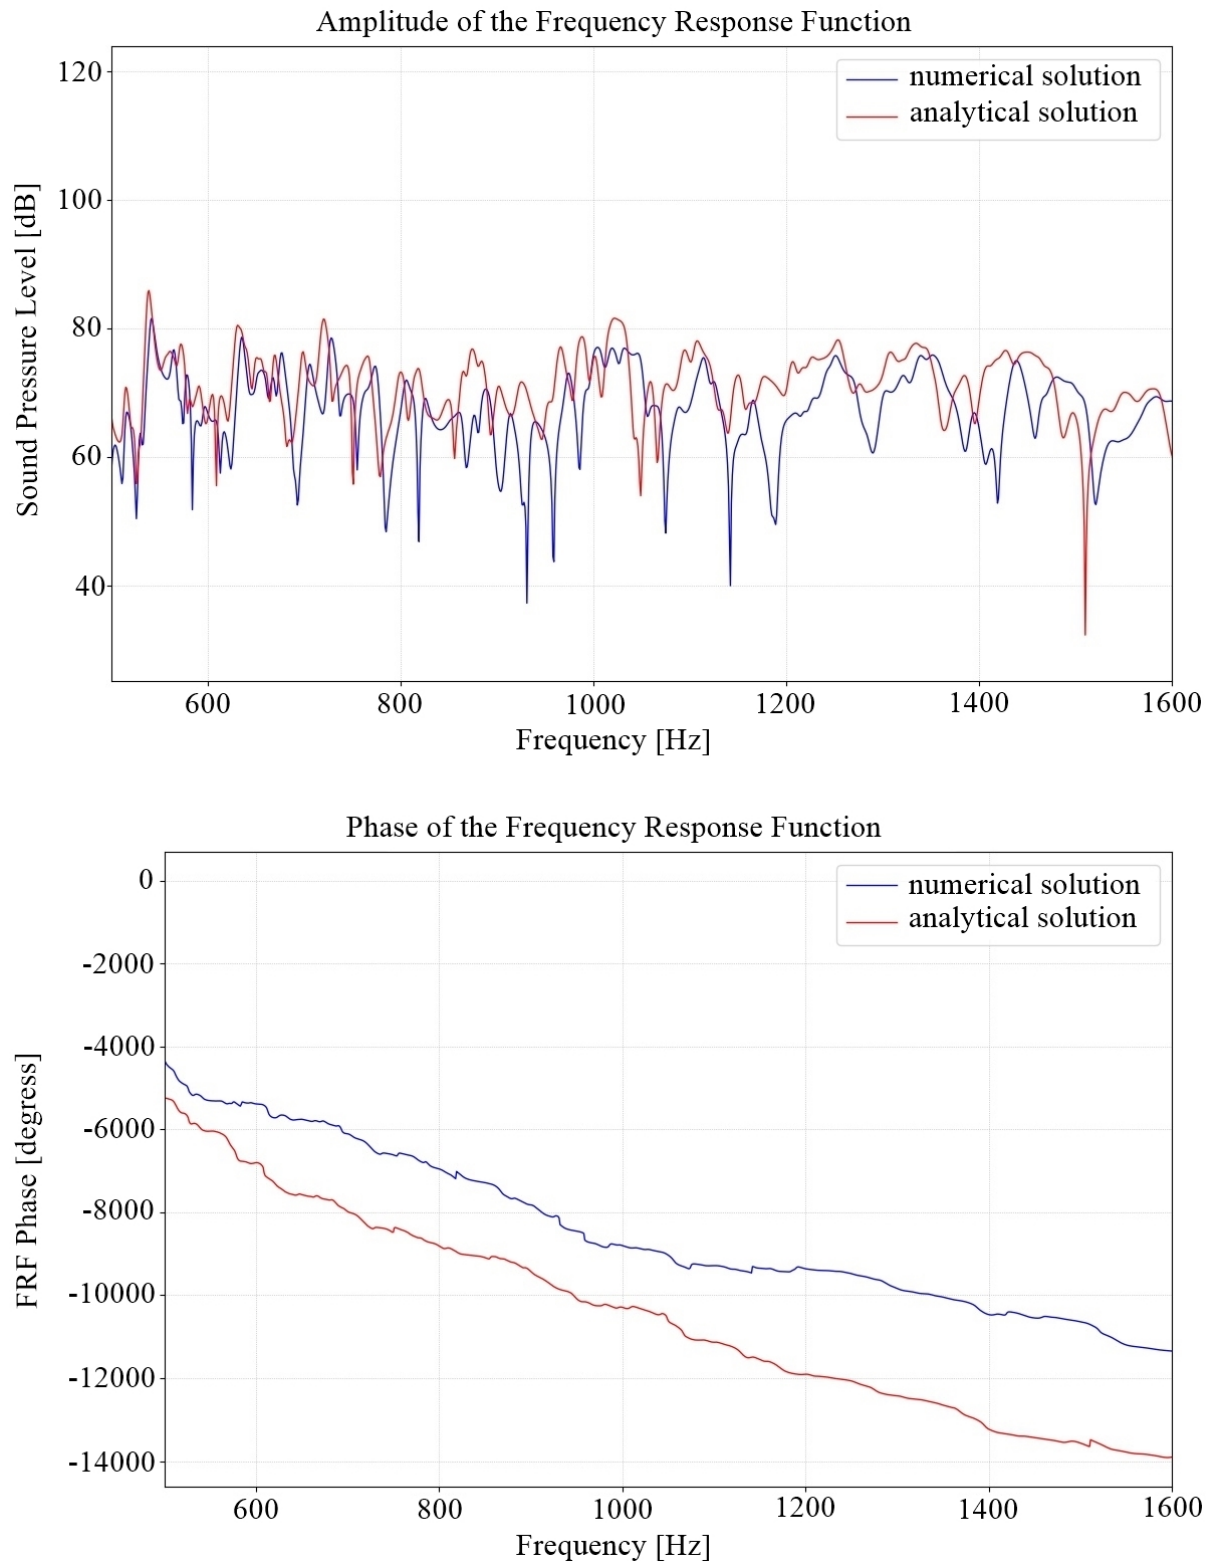 Amplitude of the Frequency Response Function
120
100
80
60
40
Sound Pressure Level [dB]
numerical solution
analytical solution
600 800 1000 1200 1400 1600
Frequency [Hz]
Phase of the Frequency Response Function
0
-2000
-4000
-6000
-8000
-10000
-12000
-14000
FRF Phase [degress]
numerical solution
analytical solution
600 800 1000 1200 1400 1600
Frequency [Hz]